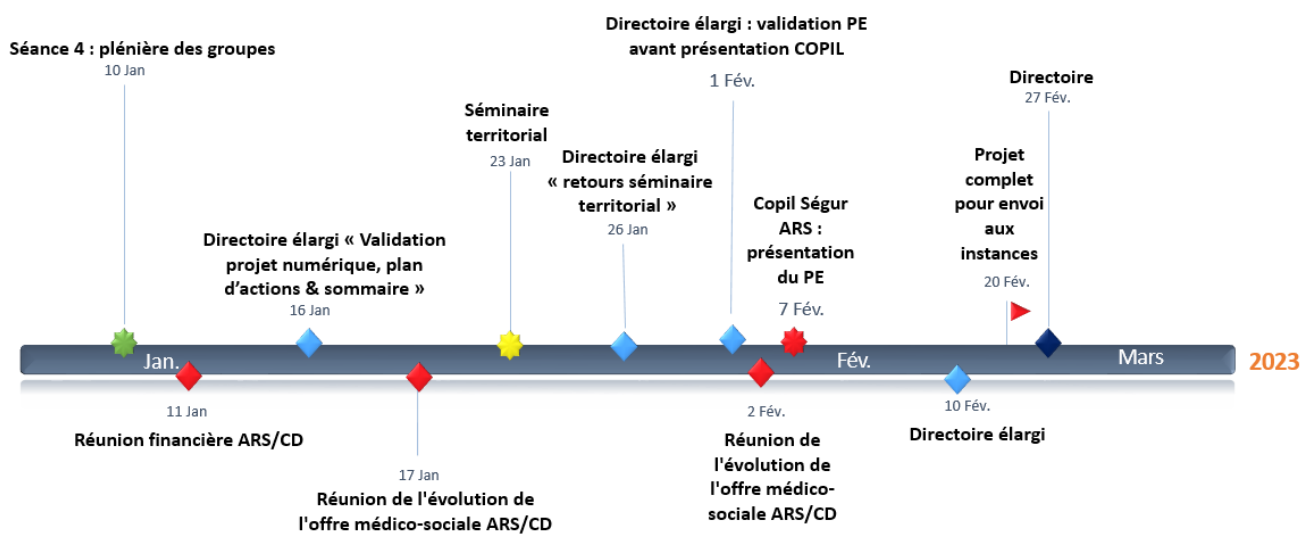 Séance 4 : plénière des groupes
10 Jan
Directoire élargi « Validation
projet numérique, plan
d’actions & sommaire »
16 Jan
Séminaire
territorial
23 Jan
Directoire élargi
« retours séminaire
territorial »
26 Jan
Directoire élargi : validation PE
avant présentation COPIL
1 Fév.
Copil Ségur
ARS :
présentation
du PE
7 Fév.
Projet
complet
pour envoi
aux
instances
20 Fév.
Directoire
27 Fév.
Jan.
Fév.
Mars
2023
11 Jan
Réunion financière ARS/CD
17 Jan
Réunion de l'évolution de
l'offre médico-sociale ARS/CD
2 Fév.
Réunion de
l'évolution de
l'offre médico-
sociale ARS/CD
10 Fév.
Directoire élargi